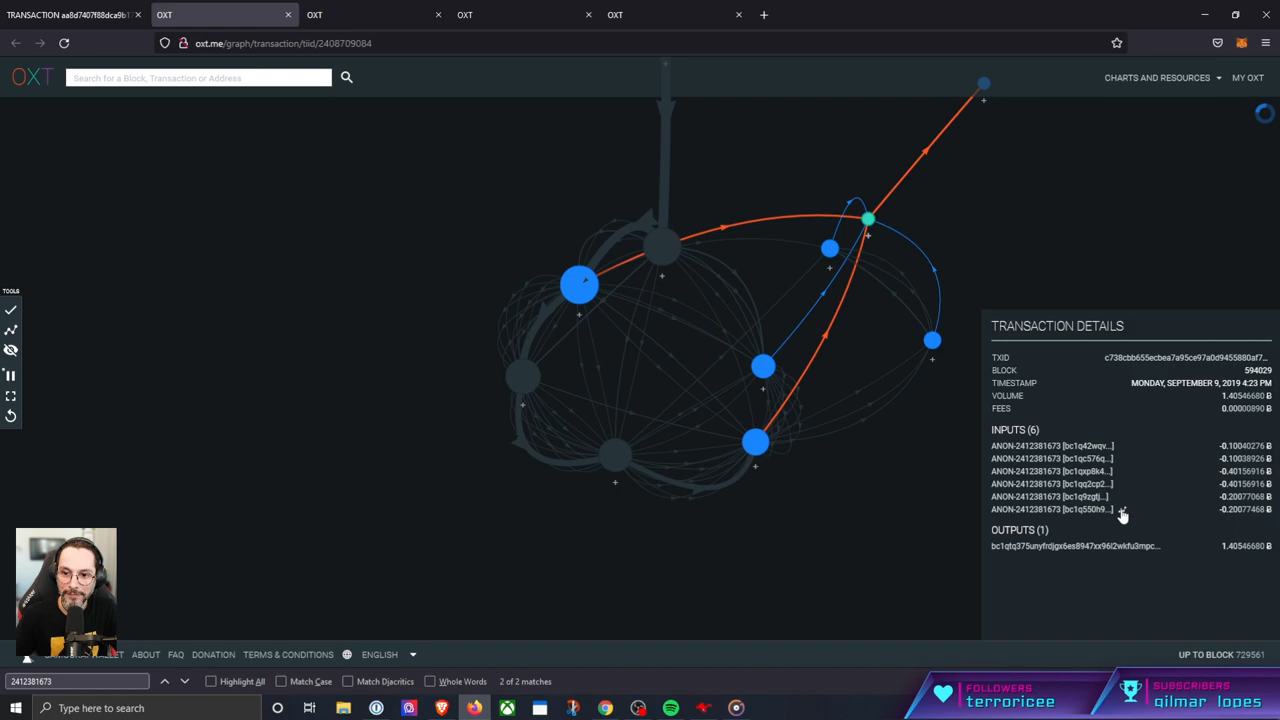 TRANSACTION aa8d7407f88dca9b1
OXT
OXT
OXT
OXT
oxt.me/graph/transaction/tiid/2408709084
OXT
Search for a Block, Transaction or Address
CHARTS AND RESOURCES
MY OXT
TOOLS
TRANSACTION DETAILS
TXID c738cbb655ecbea7a95ce97a0d9455880af7...
BLOCK 594029
TIMESTAMP MONDAY, SEPTEMBER 9, 2019 4:23 PM
VOLUME 1.40546680 Ƀ
FEES 0.00000890 Ƀ
INPUTS (6)
ANON-2412381673 [bc1q42wqv...] -0.10040276 Ƀ
ANON-2412381673 [bc1qc576q...] -0.10038926 Ƀ
ANON-2412381673 [bc1qxp8k4...] -0.40156916 Ƀ
ANON-2412381673 [bc1qq2cp2...] -0.40156916 Ƀ
ANON-2412381673 [bc1q9zgtj...] -0.20077068 Ƀ
ANON-2412381673 [bc1q550h9...] -0.20077468 Ƀ
OUTPUTS (1)
bc1qtq375unyfrdjgx6es8947xx96l2wkfu3mpc... 1.40546680 Ƀ
WALLET ABOUT FAQ DONATION TERMS & CONDITIONS ENGLISH
UP TO BLOCK 729561
2412381673
Highlight All
Match Case
Match Diacritics
Whole Words
2 of 2 matches
Type here to search
FOLLOWERS
terroricee
SUBSCRIBERS
gilmar lopes